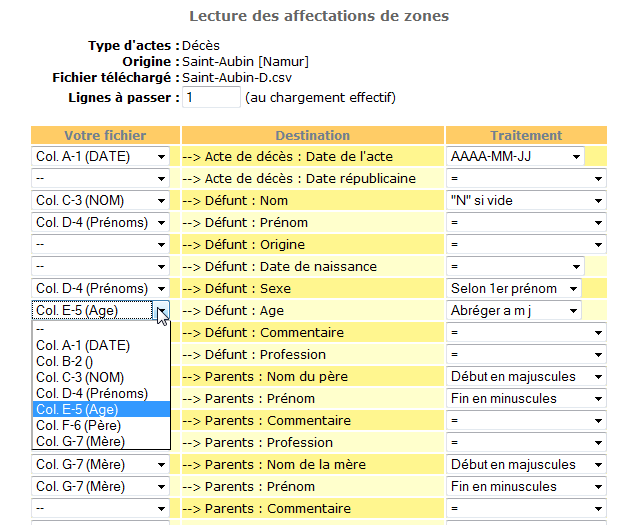 Lecture des affectations de zones
Type d'actes : Décès
Origine : Saint-Aubin [Namur]
Fichier téléchargé : Saint-Aubin-D.csv
Lignes à passer : 1 (au chargement effectif)
Votre fichier Destination Traitement
Col. A-1 (DATE) --> Acte de décès : Date de l'acte AAAA-MM-JJ
-- --> Acte de décès : Date républicaine =
Col. C-3 (NOM) --> Défunt : Nom "N" si vide
Col. D-4 (Prénoms) --> Défunt : Prénom =
-- --> Défunt : Origine =
-- --> Défunt : Date de naissance =
Col. D-4 (Prénoms) --> Défunt : Sexe Selon 1er prénom
Col. E-5 (Age) --> Défunt : Age Abréger a m j
--
Col. A-1 (DATE)
Col. B-2 ()
Col. C-3 (NOM)
Col. D-4 (Prénoms)
Col. E-5 (Age)
Col. F-6 (Père)
Col. G-7 (Mère)
--> Défunt : Commentaire =
--> Défunt : Profession =
--> Parents : Nom du père Début en majuscules
--> Parents : Prénom Fin en minuscules
--> Parents : Commentaire =
--> Parents : Profession =
Col. G-7 (Mère) --> Parents : Nom de la mère Début en majuscules
Col. G-7 (Mère) --> Parents : Prénom Fin en minuscules
-- --> Parents : Commentaire =